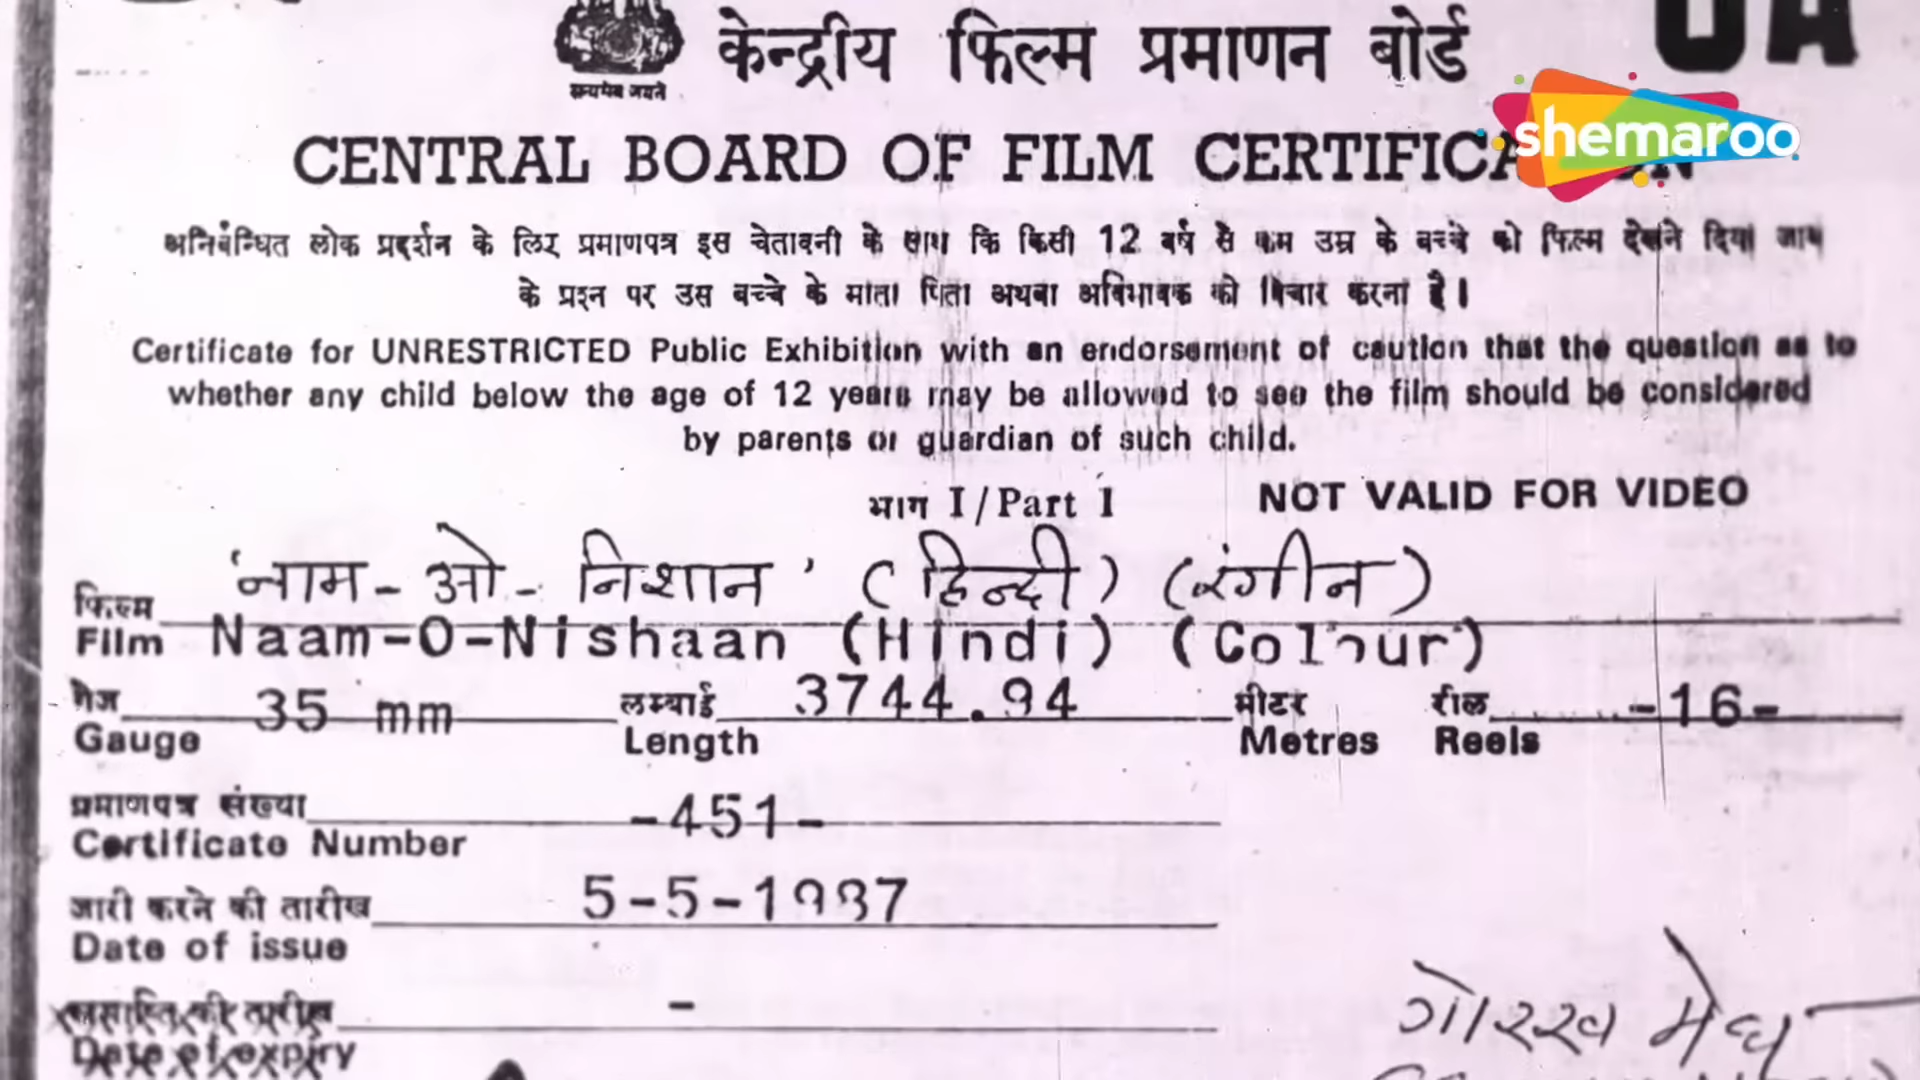 केन्द्रीय फिल्म प्रमाणन बोर्ड
UA
सत्यमेव जयते
shemaroo
CENTRAL BOARD OF FILM
अनिर्बन्धित लोक प्रदर्शन के लिए प्रमाणपत्र इस चेतावनी के साथ कि किसी 12 वर्ष से कम उम्र के बच्चे को फिल्म देखने दिया जाय
के प्रश्न पर उस बच्चे के माता पिता अथवा अविभावक को विचार करना है।
Certificate for UNRESTRICTED Public Exhibition with an endorsement of caution that the question as to
whether any child below the age of 12 years may be allowed to see the film should be considered
by parents or guardian of such child.
भाग I/Part I NOT VALID FOR VIDEO
फिल्म 'नाम-ओ-निशान' (हिन्दी) (रंगीन)
Film Naam-O-Nishaan (Hindi) (Colour)
गेज 35 mm लम्बाई 3744.94 मीटर रील -16-
Gauge Length Metres Reels
प्रमाणपत्र संख्या -451-
Certificate Number
जारी करने की तारीख 5-5-1987
Date of issue
समाप्ति की तारीख -
Date of expiry
गोरख मेघ